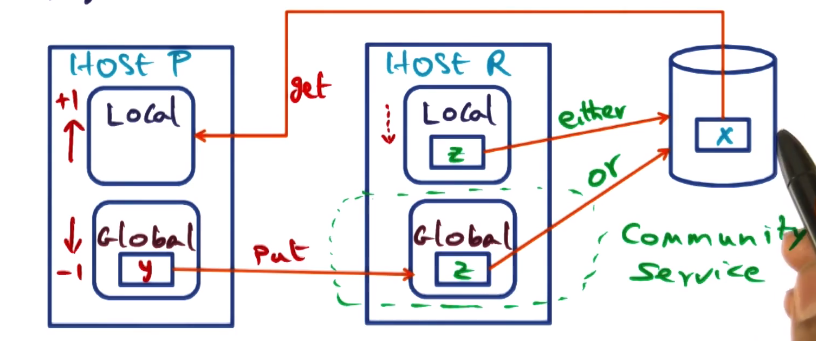 Host P
Local
+1
-1
Global
y
get
Put
Host R
Local
z
Global
z
either
or
x
Community
Service